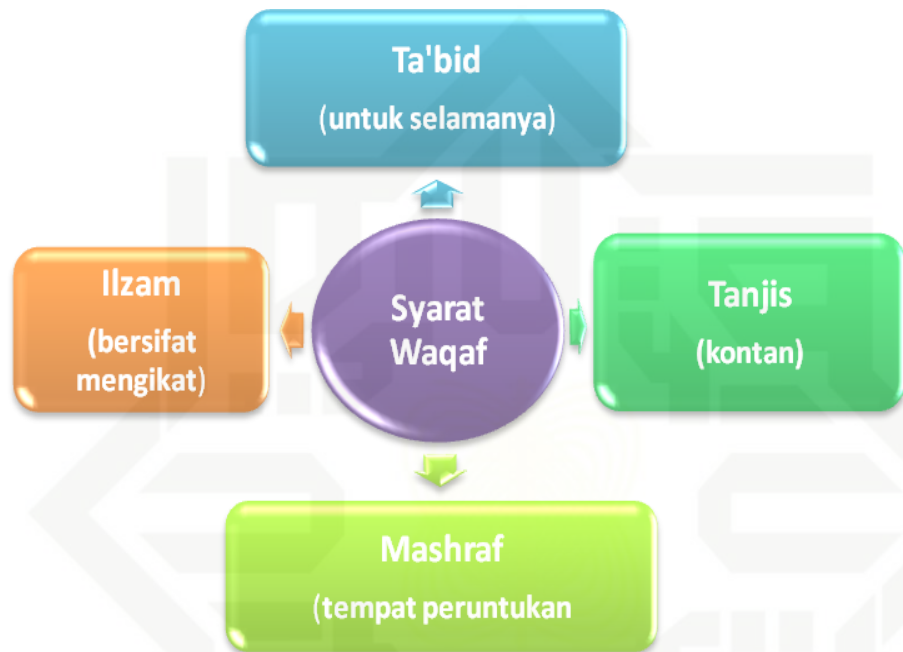 Ta'bid
(untuk selamanya)
Ilzam
(bersifat
mengikat)
Syarat
Waqaf
Tanjis
(kontan)
Mashraf
(tempat peruntukan